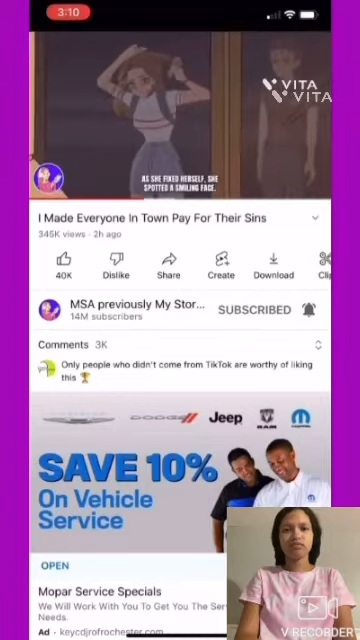 3:10
VITA
VITA
AS SHE FIXED HERSELF, SHE
SPOTTED A SMILING FACE.
I Made Everyone In Town Pay For Their Sins
345K views · 2h ago
40K
Dislike
Share
Create
Download
Clip
MSA previously My Stor...
14M subscribers
SUBSCRIBED
Comments 3K
Only people who didn't come from TikTok are worthy of liking
this 🏆
DODGE
Jeep
RAM
SAVE 10%
On Vehicle
Service
OPEN
Mopar Service Specials
We Will Work With You To Get You The Ser
Needs.
Ad · keycdjrofrochester.com
V RECORDER